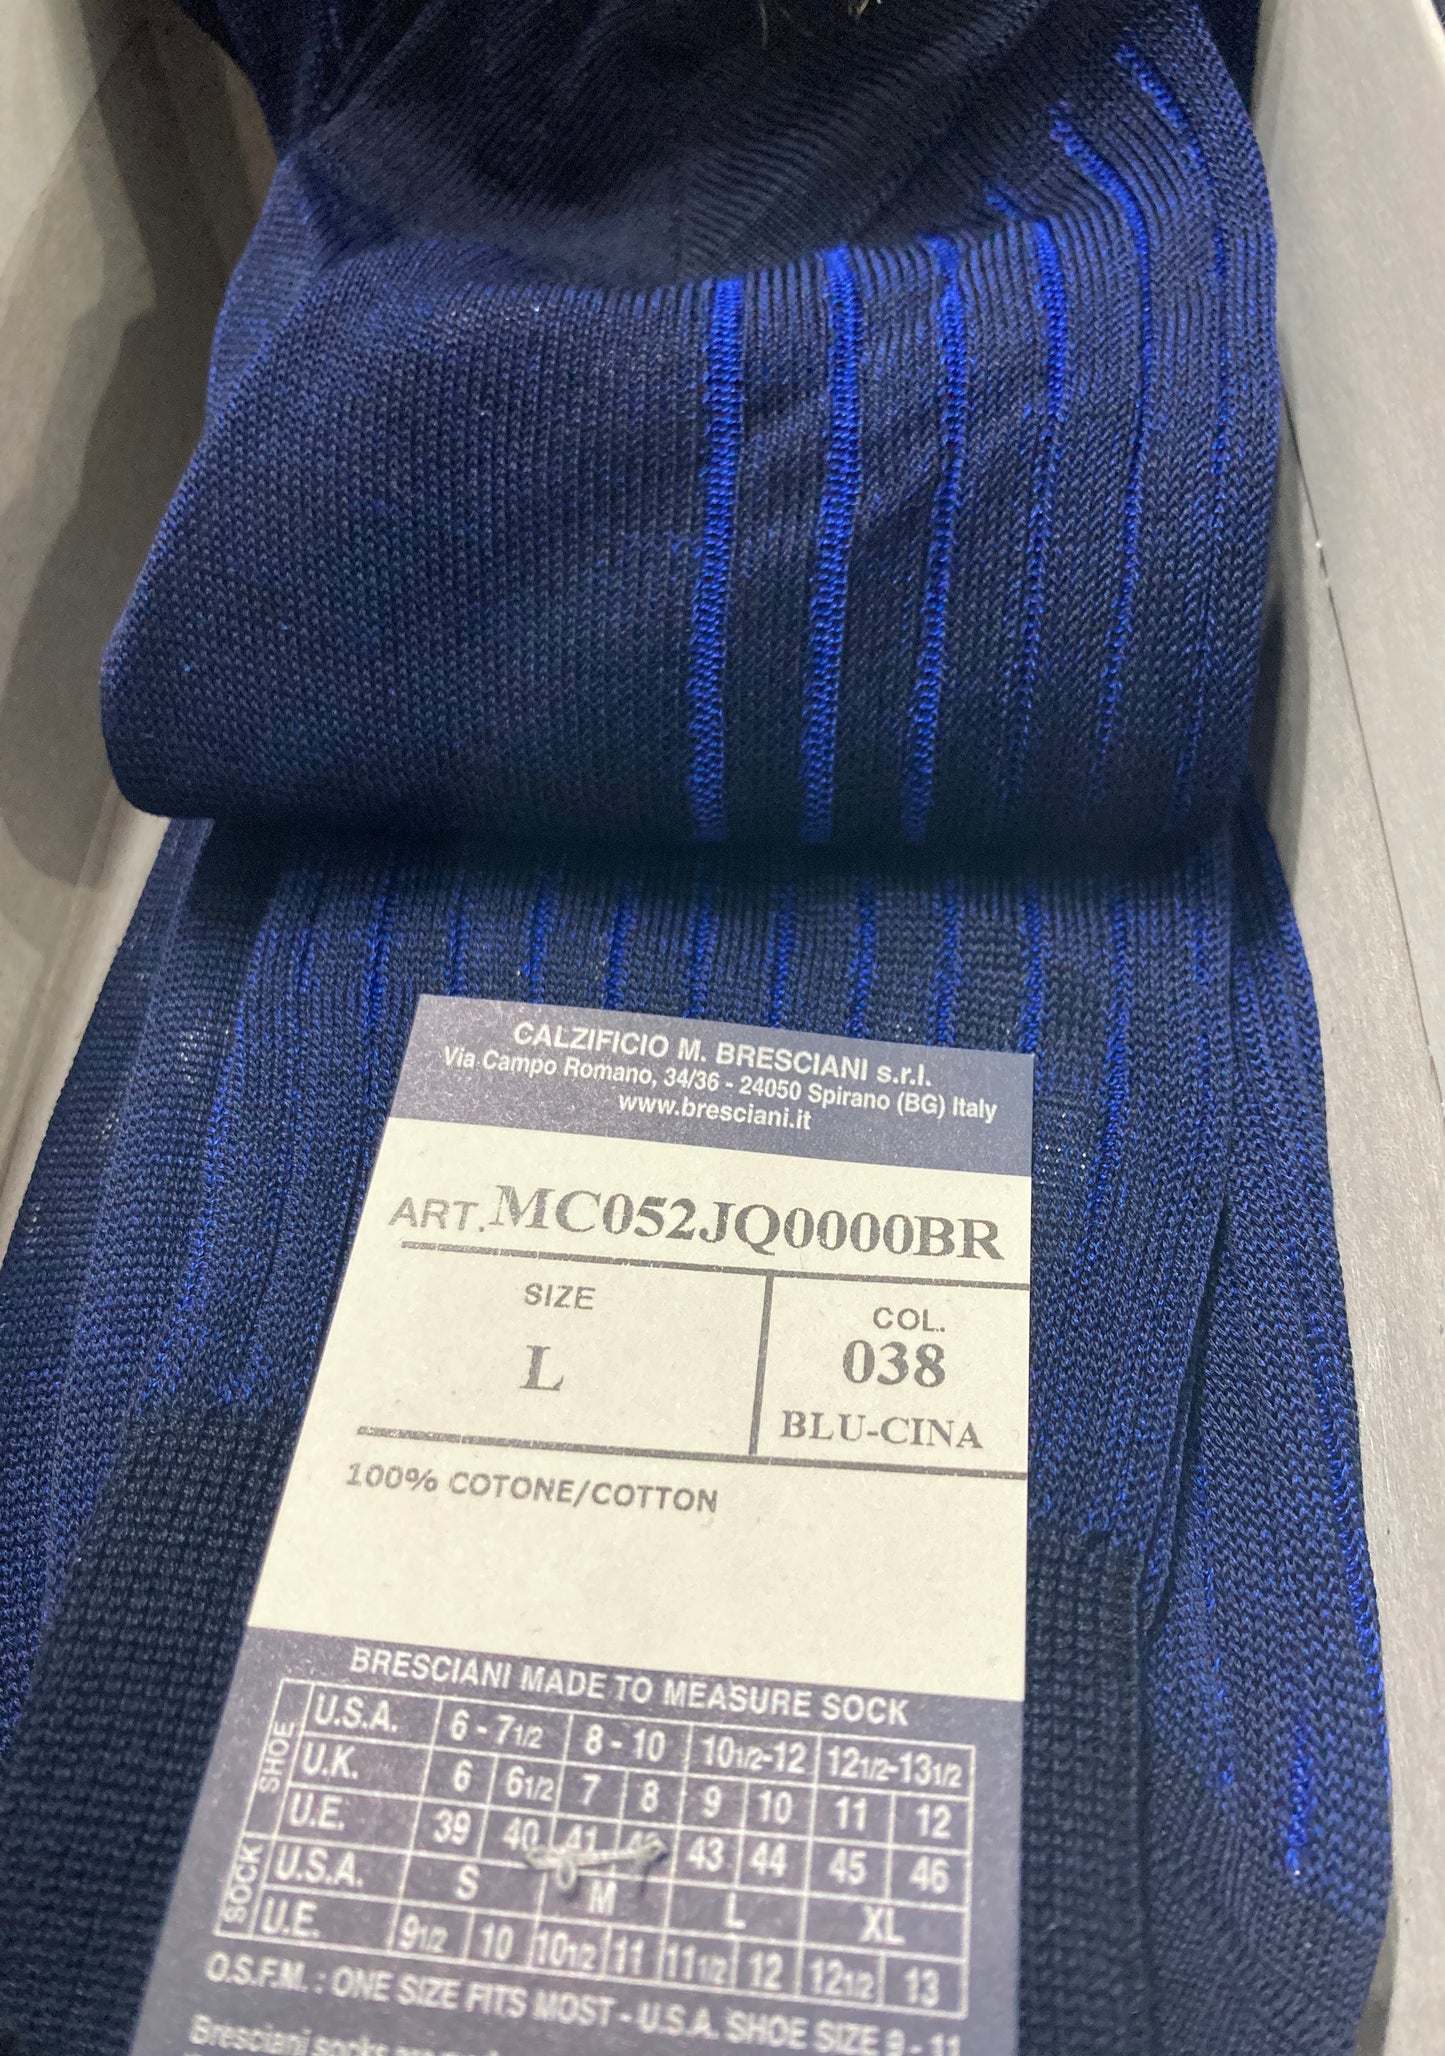 CALZIFICIO M. BRESCIANI s.r.l.
Via Campo Romano, 34/36 - 24050 Spirano (BG) Italy
www.bresciani.it
ART. MC052JQ0000BR
SIZE
L
COL.
038
BLU-CINA
100% COTONE/COTTON
BRESCIANI MADE TO MEASURE SOCK
SHOE
U.S.A. 6 - 7 1/2 8 - 10 10 1/2-12 12 1/2-13 1/2
U.K. 6 6 1/2 7 8 9 10 11 12
U.E. 39 40 41 42 43 44 45 46
SOCK
U.S.A. S M L XL
U.E. 9 1/2 10 10 1/2 11 11 1/2 12 12 1/2 13
O.S.F.M. : ONE SIZE FITS MOST - U.S.A. SHOE SIZE 9 - 11
Bresciani socks are